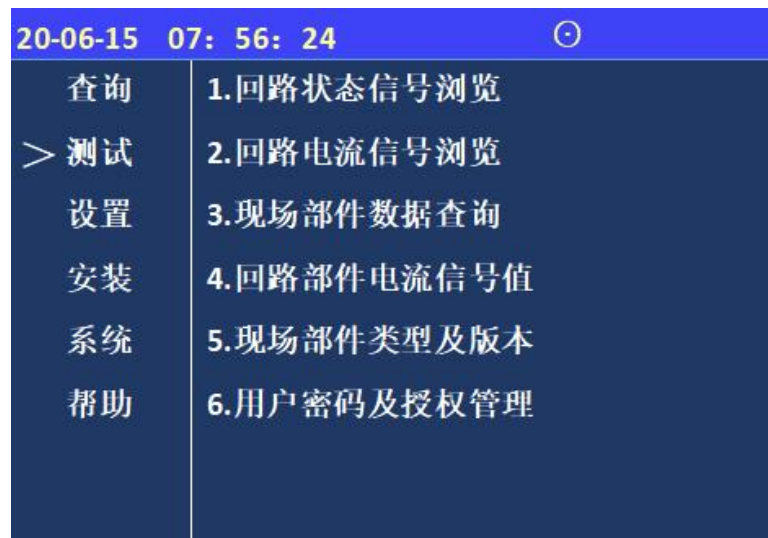 20-06-15 07: 56: 24
查询 1.回路状态信号浏览
＞测试 2.回路电流信号浏览
设置 3.现场部件数据查询
安装 4.回路部件电流信号值
系统 5.现场部件类型及版本
帮助 6.用户密码及授权管理